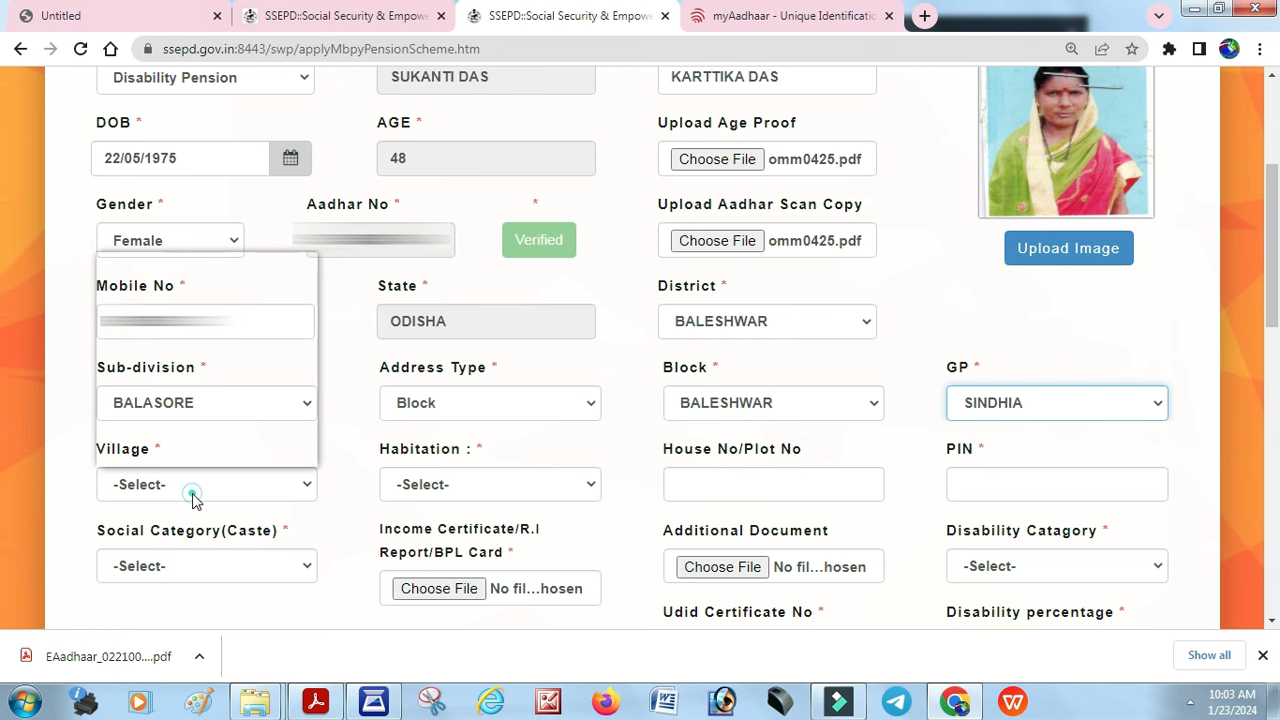 Untitled
SSEPD::Social Security & Empowe
SSEPD::Social Security & Empowe
myAadhaar - Unique Identificatio
ssepd.gov.in:8443/swp/applyMbpyPensionScheme.htm
Disability Pension
SUKANTI DAS
KARTTIKA DAS
DOB *
AGE *
Upload Age Proof
22/05/1975
48
Choose File omm0425.pdf
Gender *
Aadhar No *
*
Upload Aadhar Scan Copy
Female
Verified
Choose File omm0425.pdf
Upload Image
Mobile No *
State *
District *
ODISHA
BALESHWAR
Sub-division *
Address Type *
Block *
GP *
BALASORE
Block
BALESHWAR
SINDHIA
Village *
Habitation : *
House No/Plot No
PIN *
-Select-
-Select-
Social Category(Caste) *
Income Certificate/R.I
Report/BPL Card *
Additional Document
Disability Catagory *
-Select-
Choose File No fil...hosen
Choose File No fil...hosen
-Select-
Udid Certificate No *
Disability percentage *
EAadhaar_022100....pdf
Show all
10:03 AM
1/23/2024